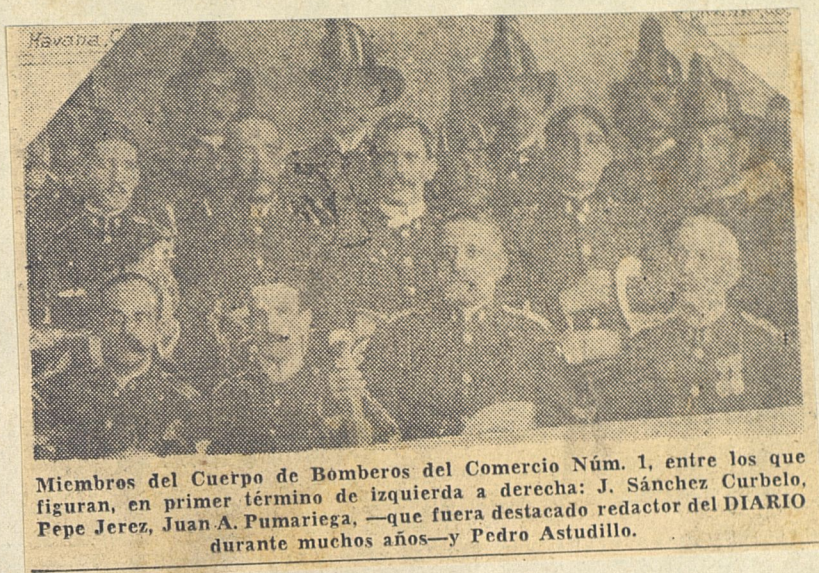 Havana,
Miembros del Cuerpo de Bomberos del Comercio Núm. 1, entre los que
figuran, en primer término de izquierda a derecha: J. Sánchez Curbelo,
Pepe Jerez, Juan A. Pumariega, —que fuera destacado redactor del DIARIO
durante muchos años—y Pedro Astudillo.